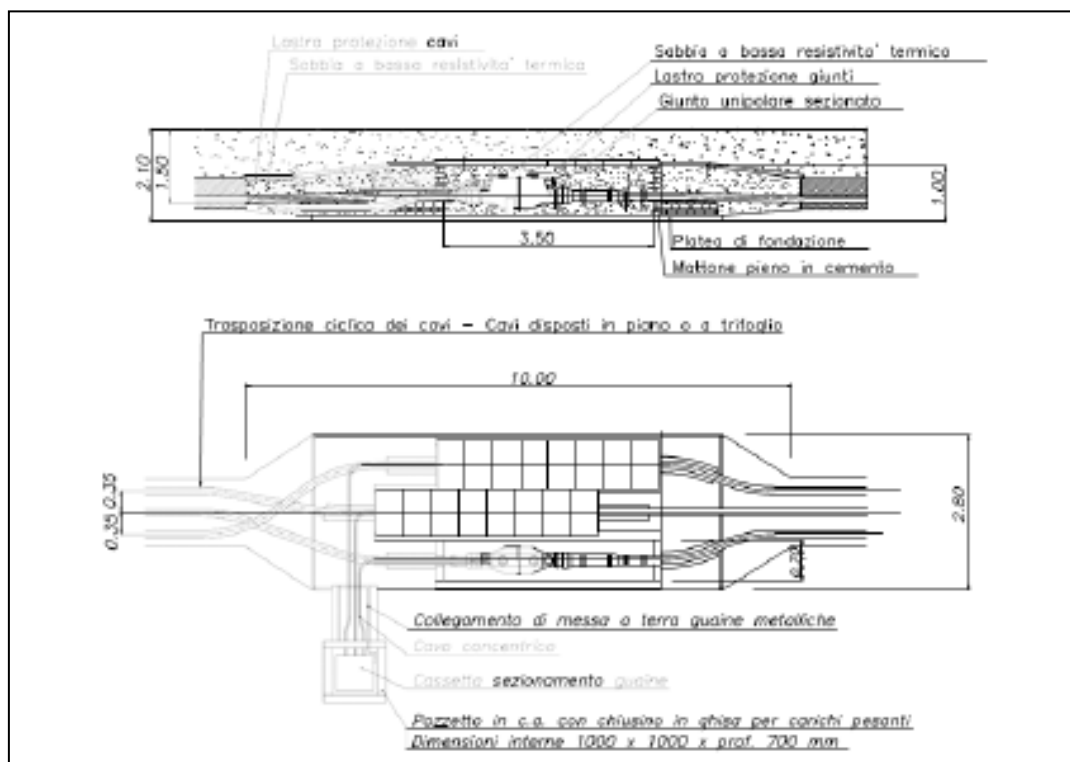 Lastra protezione cavi
Sabbia a bassa resistivita' termica
Sabbia a bassa resistivita' termica
Lastra protezione giunti
Giunto unipolare sezionato
2.10
1.80
1.00
3.50
Platea di fondazione
Mattone pieno in cemento
Trasposizione ciclica dei cavi – Cavi disposti in piano o a trifoglio
10.00
0.35
0.35
2.80
Collegamento di messa a terra guaine metalliche
Cavo concentrico
Cassetta sezionamento guaine
Pozzetto in c.a. con chiusino in ghisa per carichi pesanti
Dimensioni interne 1000 x 1000 x prof. 700 mm